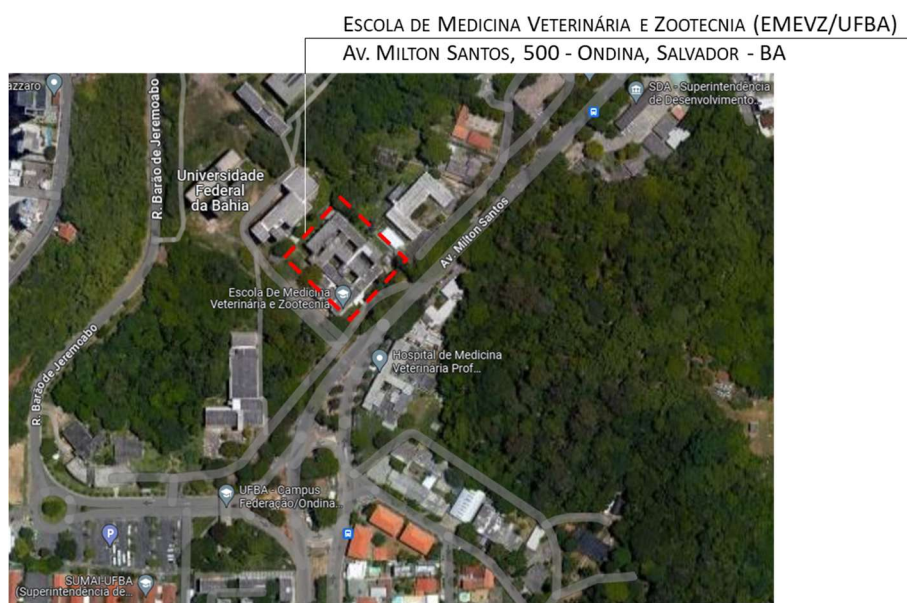 ESCOLA DE MEDICINA VETERINÁRIA E ZOOTECNIA (EMEVZ/UFBA)
AV. MILTON SANTOS, 500 - ONDINA, SALVADOR - BA
azzaro
SDA - Superintendência
de Desenvolvimento...
R. Barão de Jeremoabo
Universidade
Federal
da Bahia
Av. Milton Santos
Escola De Medicina
Veterinária e Zootecnia
Hospital de Medicina
Veterinária Prof...
R. Barão de Jeremoabo
UFBA - Campus
Federação/Ondina...
P
SUMAI-UFBA
(Superintendência de...